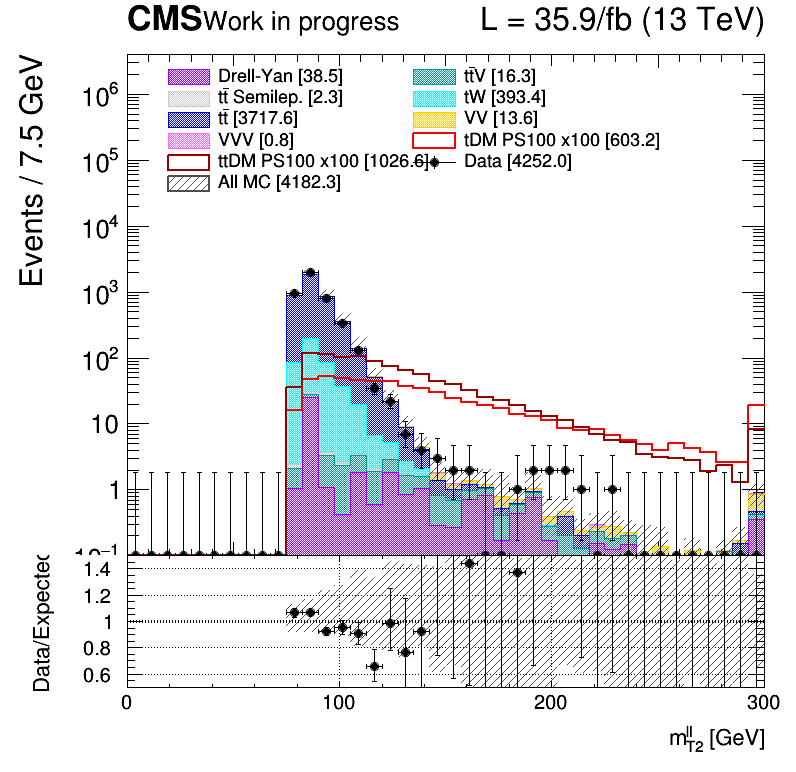 CMS Work in progress L = 35.9/fb (13 TeV)
Events / 7.5 GeV
Drell-Yan [38.5] tt̄V [16.3]
tt̄ Semilep. [2.3] tW [393.4]
tt̄ [3717.6] VV [13.6]
VVV [0.8] tDM PS100 x100 [603.2]
ttDM PS100 x100 [1026.6] Data [4252.0]
All MC [4182.3]
10⁶
10⁵
10⁴
10³
10²
10
1
10⁻¹
Data/Expected
1.4
1.2
1
0.8
0.6
0 100 200 300
m_T2^ll [GeV]